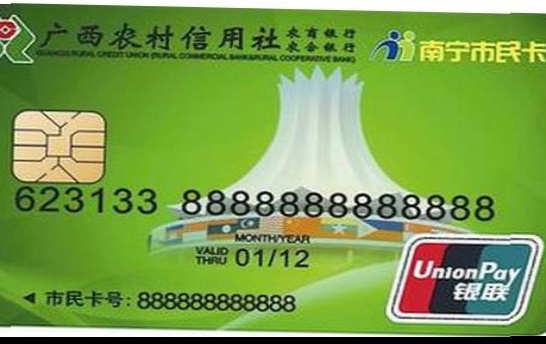 广西农村信用社 农商银行 农合银行
GUANGXI RURAL CREDIT UNION (RURAL COMMERCIAL BANK&RURAL COOPERATIVE BANK)
南宁市民卡
623133 8888888888888
MONTH/YEAR
VALID THRU 01/12
市民卡号: 888888888888
UnionPay
银联